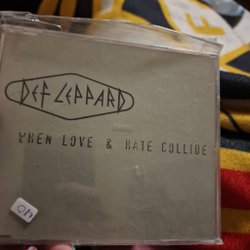 DEF LEPPARD
WHEN LOVE & HATE COLLIDE